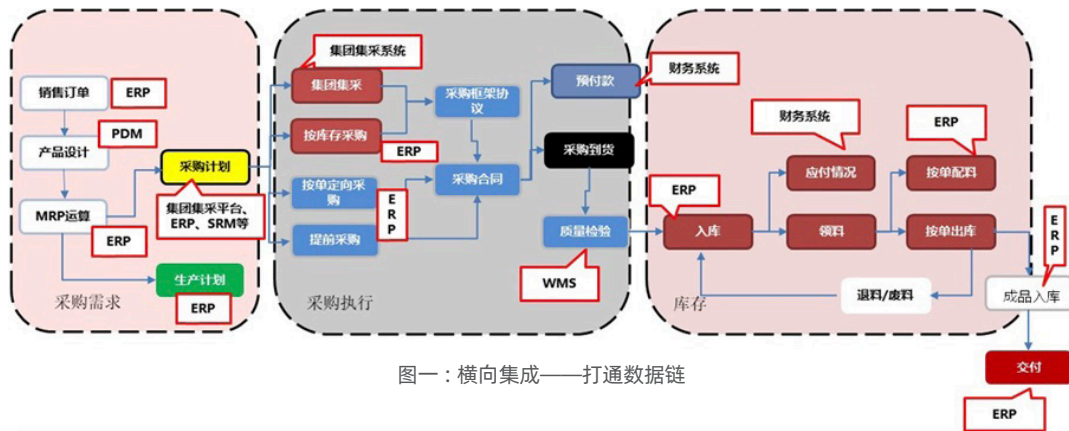 销售订单
ERP
PDM
产品设计
MRP运算
ERP
采购计划
集团集采平台、
ERP、SRM等
生产计划
ERP
采购需求
集团集采系统
集团集采
按库存采购
ERP
按单定向采
购
提前采购
E
R
P
采购框架协
议
采购合同
预付款
财务系统
采购到货
质量检验
WMS
采购执行
财务系统
ERP
应付情况
按单配料
ERP
入库
领料
按单出库
退料/废料
库存
E
R
P
成品入库
交付
ERP
图一：横向集成——打通数据链